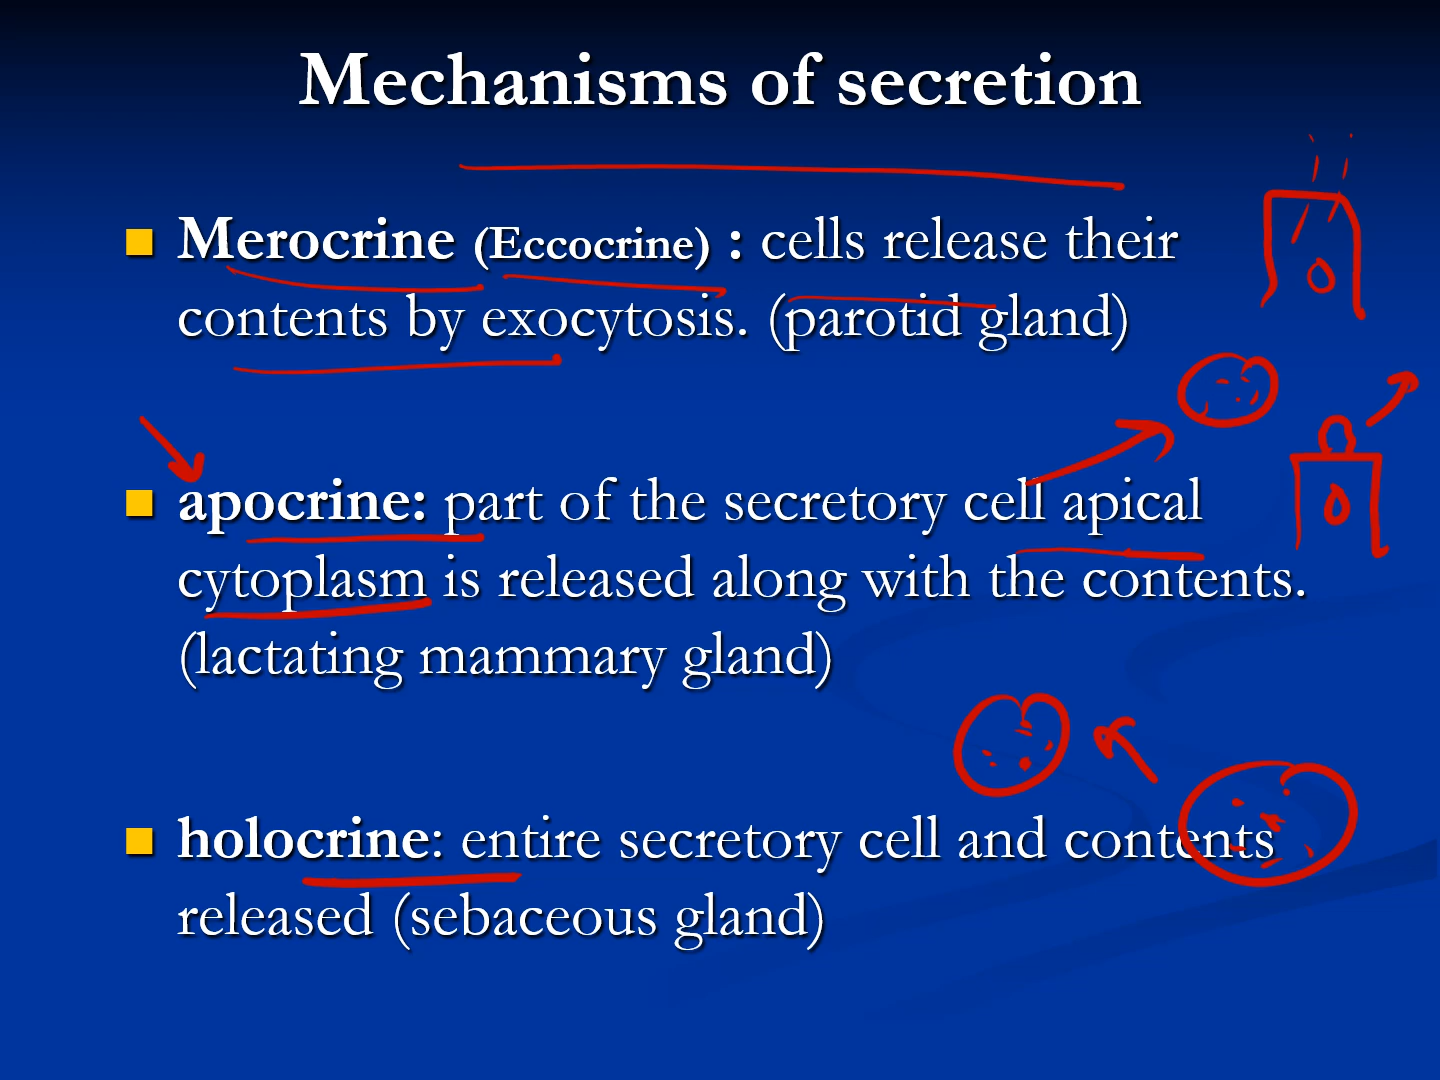 Mechanisms of secretion
Merocrine (Eccocrine) : cells release their
contents by exocytosis. (parotid gland)
apocrine: part of the secretory cell apical
cytoplasm is released along with the contents.
(lactating mammary gland)
holocrine: entire secretory cell and contents
released (sebaceous gland)